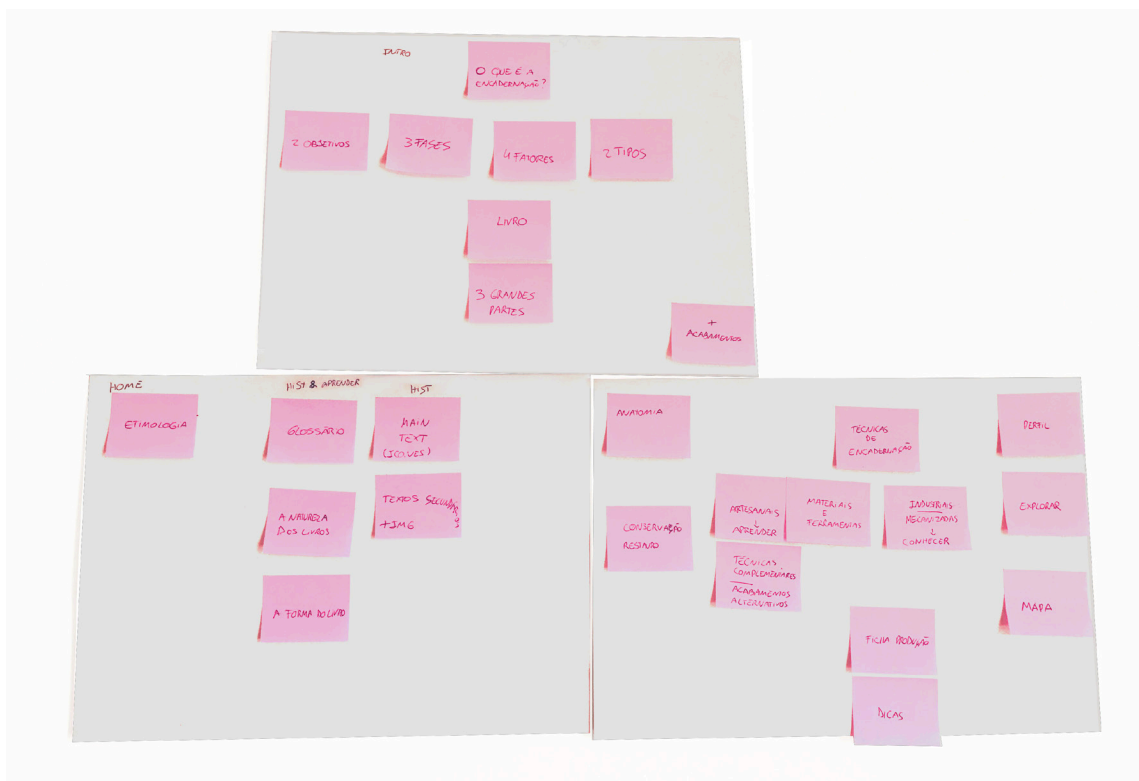 INTRO
O QUE É A
ENCADERNAÇÃO?
2 OBJETIVOS
3 FASES
4 FATORES
2 TIPOS
LIVRO
3 GRANDES
PARTES
+
ACABAMENTOS
HOME
HIST & APRENDER
HIST
ETIMOLOGIA
GLOSSÁRIO
MAIN
TEXT
A NATUREZA
DOS LIVROS
TEXTOS SECUNDÁRIOS
+IMG
A FORMA DO LIVRO
ANATOMIA
TÉCNICAS
DE
ENCADERNAÇÃO
PERFIL
CONSERVAÇÃO
RESTAURO
ARTESANAIS
APRENDER
MATERIAIS
E
FERRAMENTAS
INDUSTRIAIS
MECANIZADAS
CONHECER
EXPLORAR
TÉCNICAS
COMPLEMENTARES
ACABAMENTOS
ALTERNATIVOS
MAPA
FICHA PRODUÇÃO
DICAS